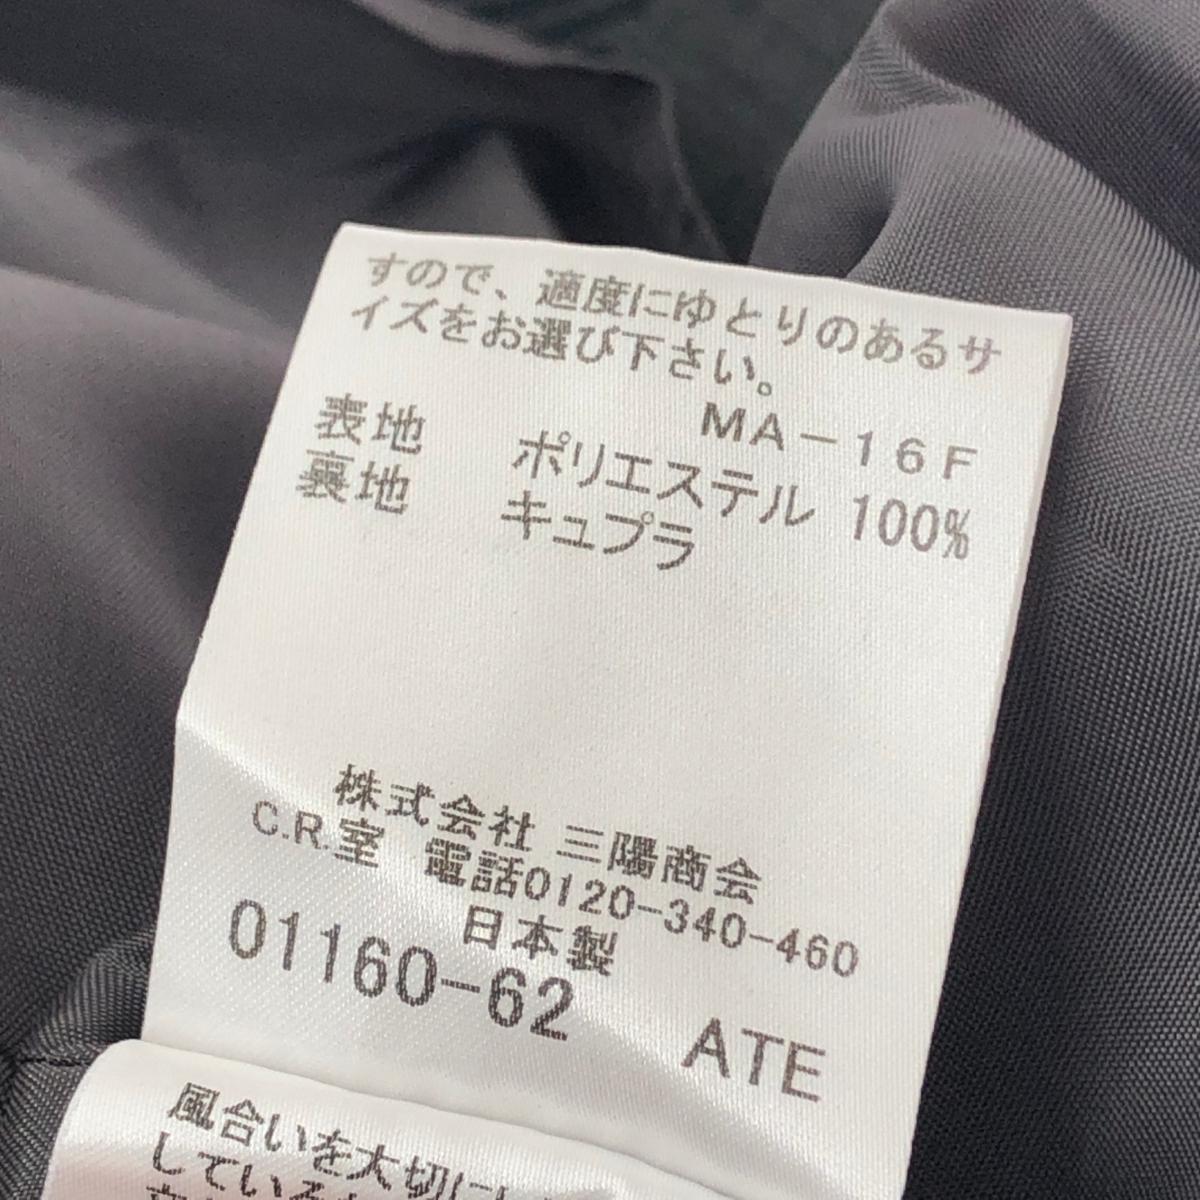 すので、適度にゆとりのあるサ
イズをお選び下さい。
MA-16F
表地 ポリエステル 100%
裏地 キュプラ
株式会社 三陽商会
C.R.室 電話0120-340-460
日本製
01160-62 ATE
風合いを大切に
している